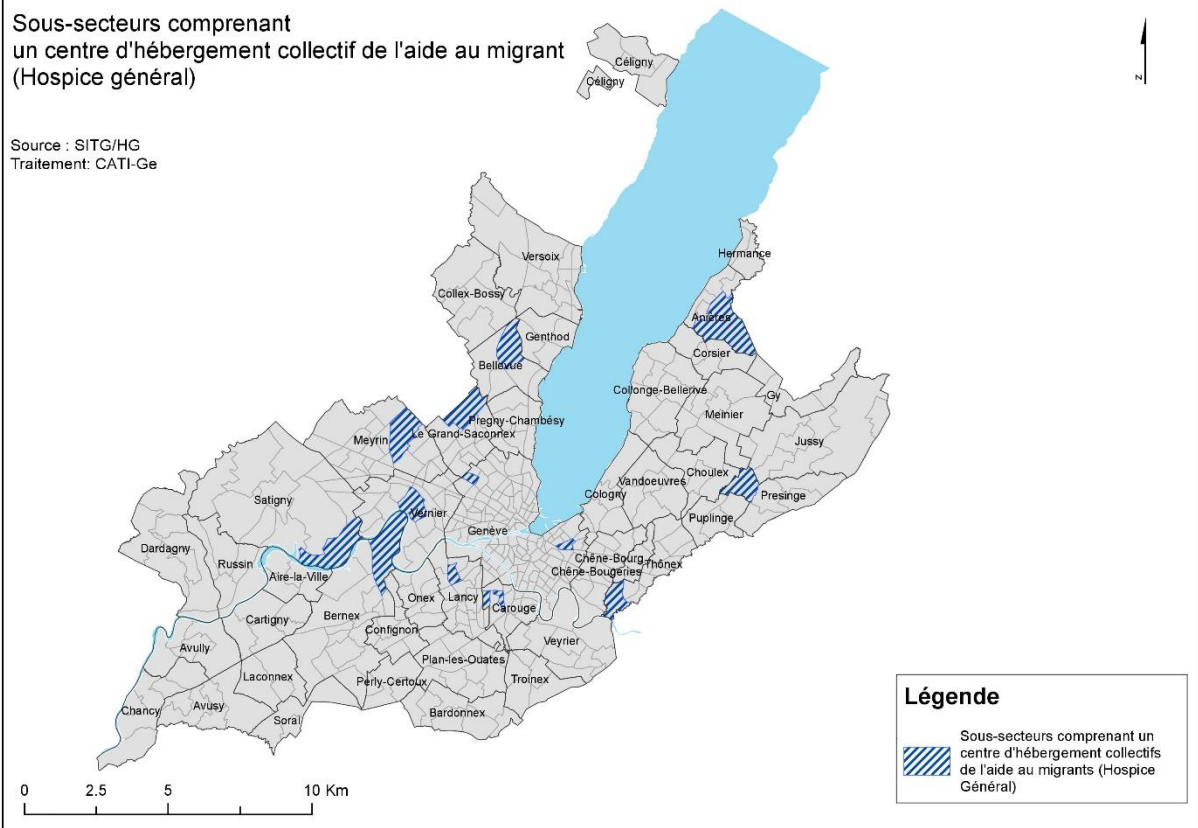 Sous-secteurs comprenant
un centre d'hébergement collectif de l'aide au migrant
(Hospice général)
Source : SITG/HG
Traitement: CATI-Ge
N
Céligny
Céligny
Versoix
Hermance
Collex-Bossy
Anières
Genthod
Corsier
Bellevue
Collonge-Bellerive
Gy
Meinier
Pregny-Chambésy
Meyrin
Le Grand-Saconnex
Jussy
Choulex
Vandoeuvres
Cologny
Presinge
Satigny
Vernier
Puplinge
Genève
Dardagny
Russin
Aire-la-Ville
Chêne-Bourg
Thônex
Chêne-Bougeries
Onex
Lancy
Carouge
Cartigny
Bernex
Confignon
Veyrier
Avully
Plan-les-Ouates
Laconnex
Perly-Certoux
Troinex
Chancy
Avusy
Soral
Bardonnex
Légende
Sous-secteurs comprenant un
centre d'hébergement collectifs
de l'aide au migrants (Hospice
Général)
0 2.5 5 10 Km